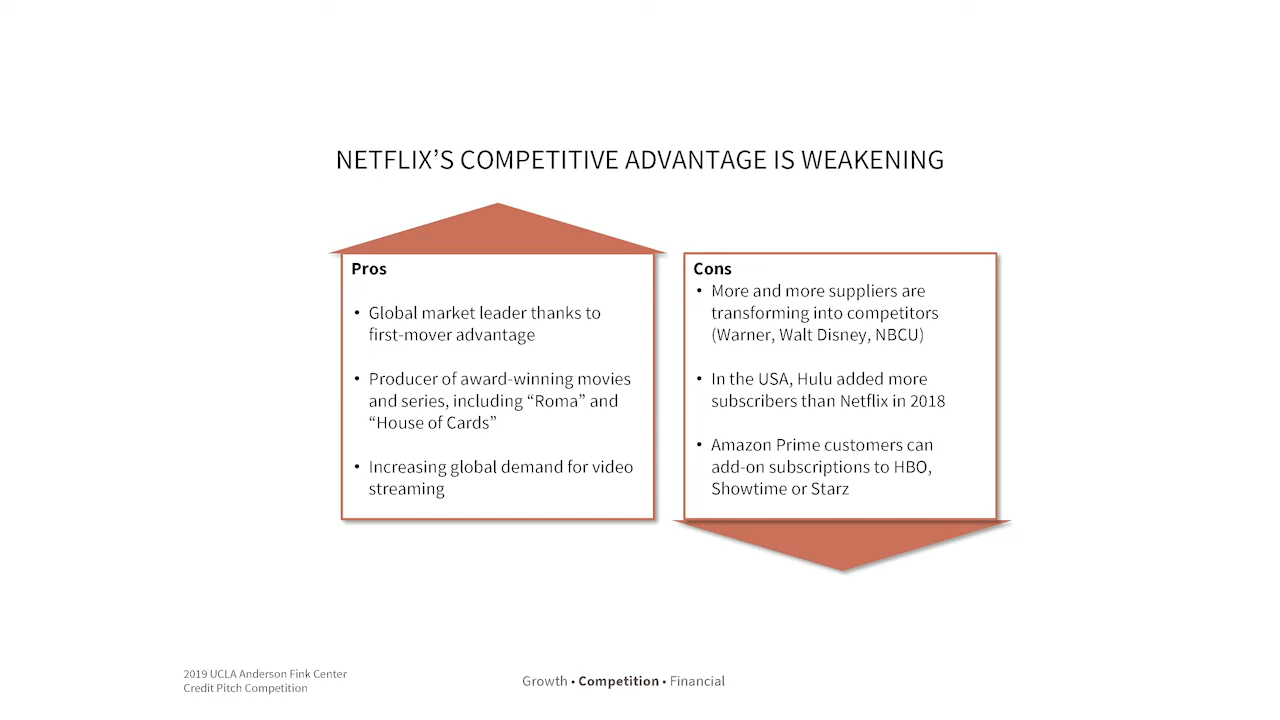 NETFLIX’S COMPETITIVE ADVANTAGE IS WEAKENING
Pros
• Global market leader thanks to
first-mover advantage
• Producer of award-winning movies
and series, including “Roma” and
“House of Cards”
• Increasing global demand for video
streaming
Cons
• More and more suppliers are
transforming into competitors
(Warner, Walt Disney, NBCU)
• In the USA, Hulu added more
subscribers than Netflix in 2018
• Amazon Prime customers can
add-on subscriptions to HBO,
Showtime or Starz
2019 UCLA Anderson Fink Center
Credit Pitch Competition
Growth • Competition • Financial